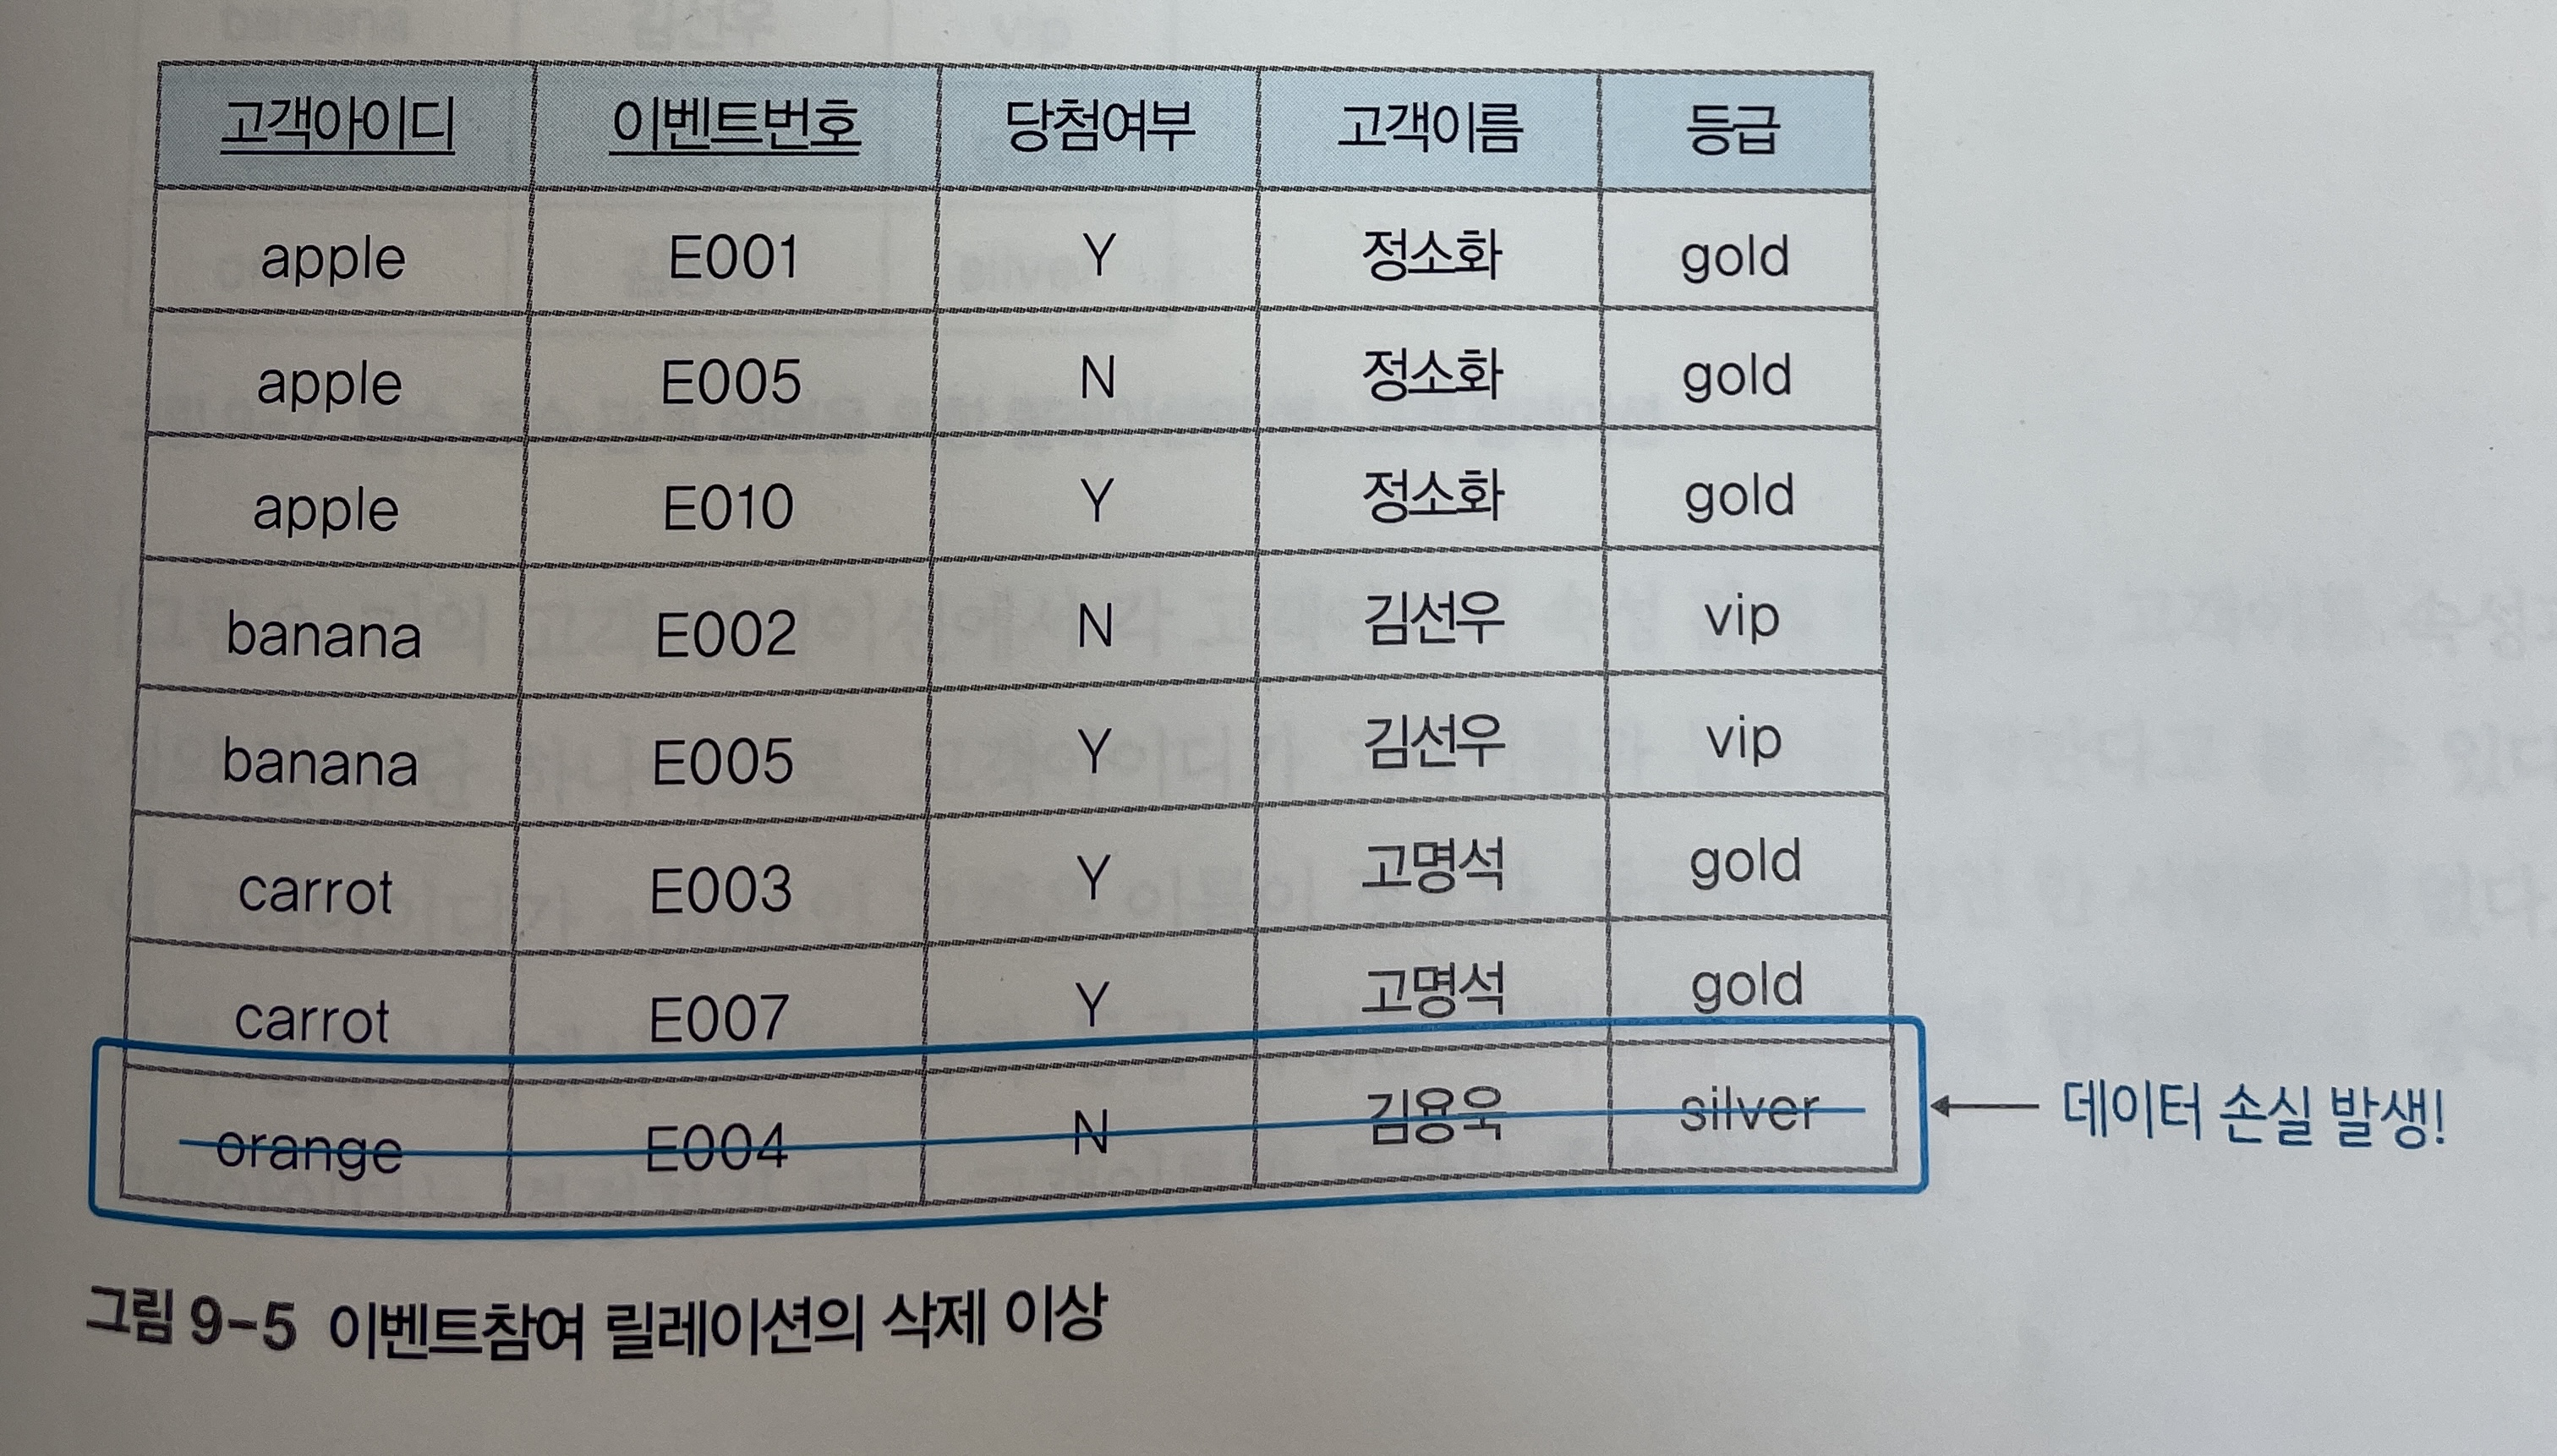 고객아이디 이벤트번호 당첨여부 고객이름 등급
apple E001 Y 정소화 gold
apple E005 N 정소화 gold
apple E010 Y 정소화 gold
banana E002 N 김선우 vip
banana E005 Y 김선우 vip
carrot E003 Y 고명석 gold
carrot E007 Y 고명석 gold
orange E004 N 김용욱 silver
데이터 손실 발생!
그림 9-5 이벤트참여 릴레이션의 삭제 이상